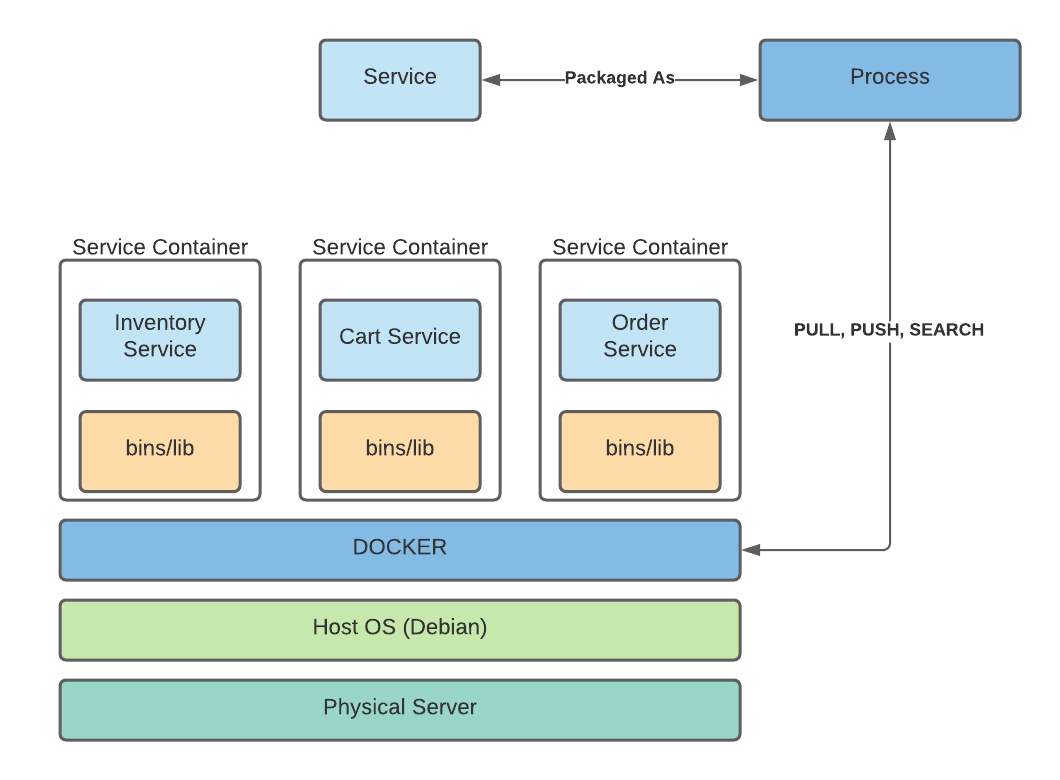 Service
Packaged As
Process
Service Container
Service Container
Service Container
Inventory
Service
Cart Service
Order
Service
PULL, PUSH, SEARCH
bins/lib
bins/lib
bins/lib
DOCKER
Host OS (Debian)
Physical Server